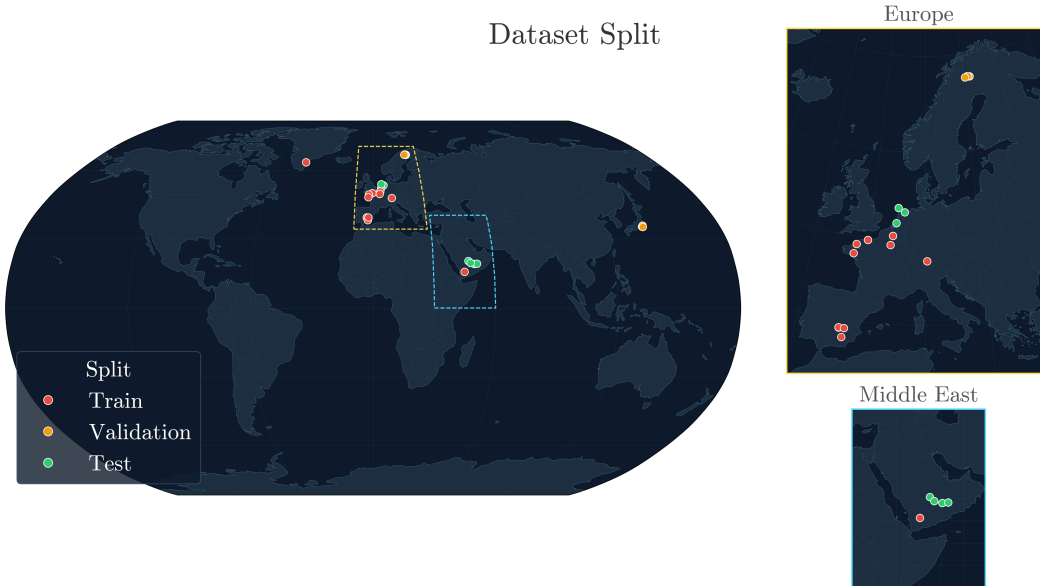 Dataset Split
Europe
Split
Train
Validation
Test
Middle East